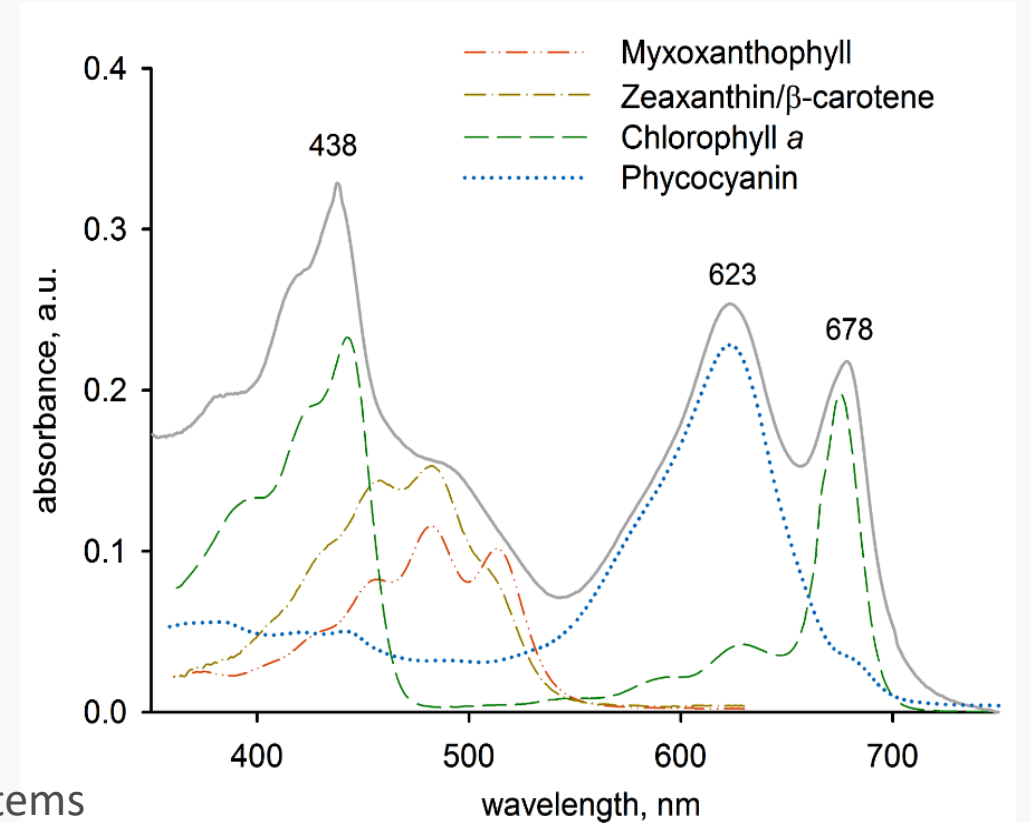 Myxoxanthophyll
Zeaxanthin/β-carotene
Chlorophyll a
Phycocyanin
0.4
0.3
0.2
0.1
0.0
absorbance, a.u.
438
623
678
400
500
600
700
wavelength, nm
tems